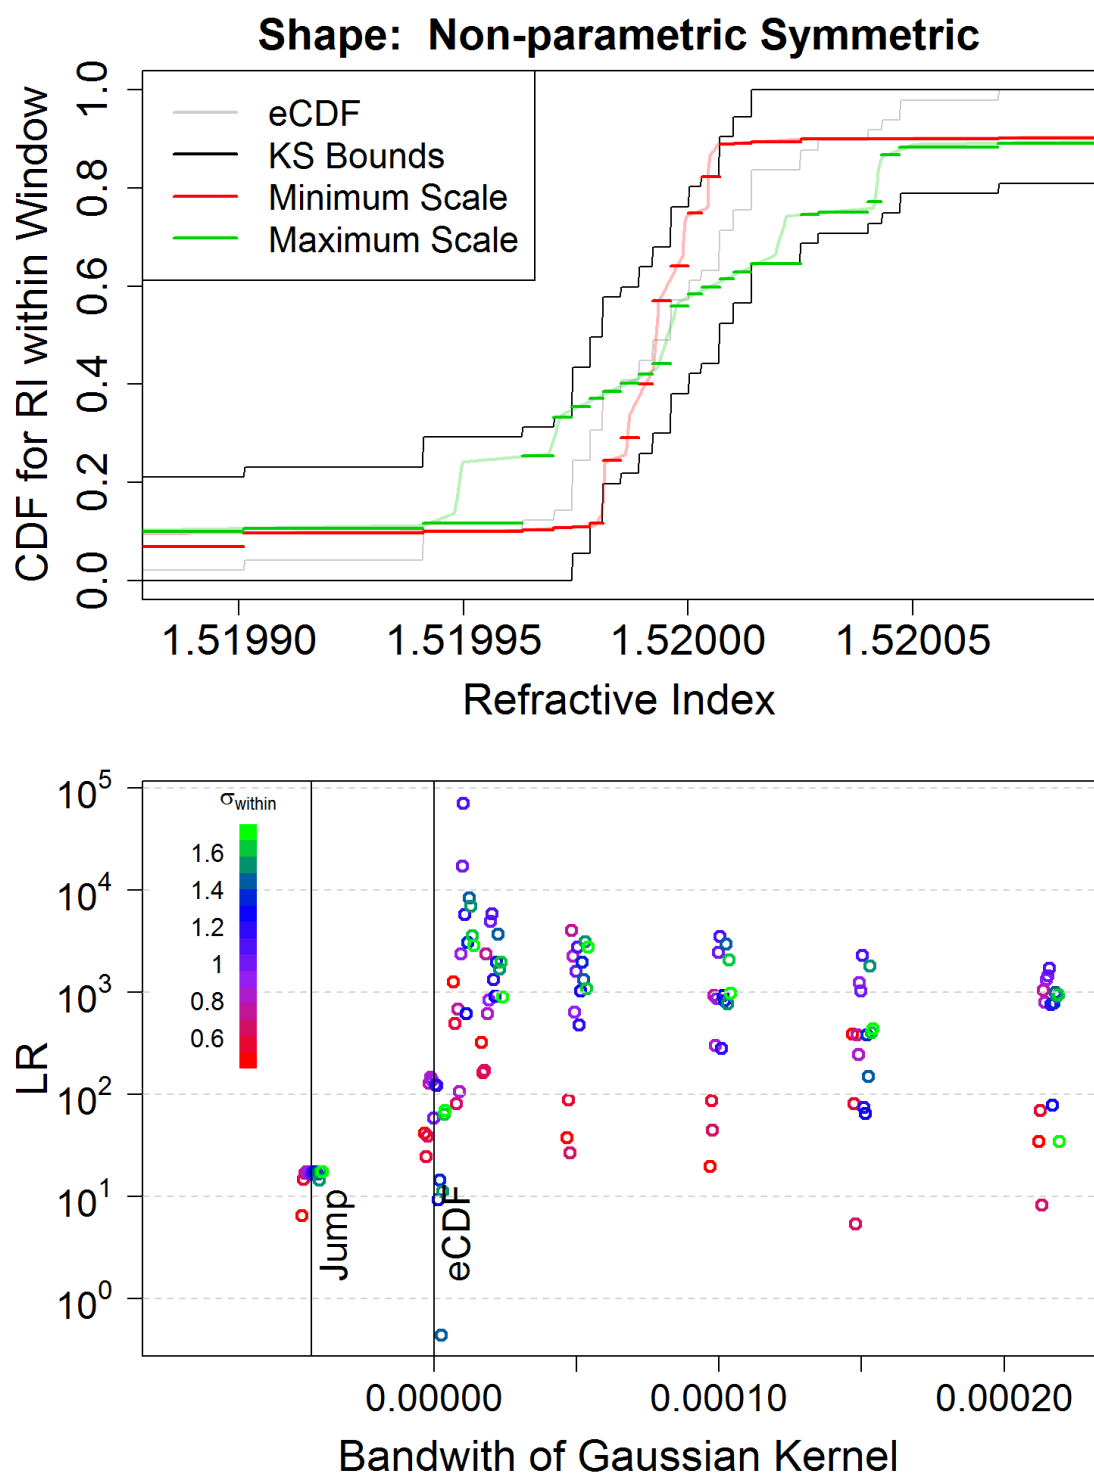 Shape:  Non-parametric Symmetric
CDF for RI within Window
1.0
0.8
0.6
0.4
0.2
0.0
eCDF
KS Bounds
Minimum Scale
Maximum Scale
1.51990 1.51995 1.52000 1.52005
Refractive Index
LR
10^5
10^4
10^3
10^2
10^1
10^0
σwithin
1.6
1.4
1.2
1
0.8
0.6
Jump
eCDF
0.00000 0.00010 0.00020
Bandwith of Gaussian Kernel